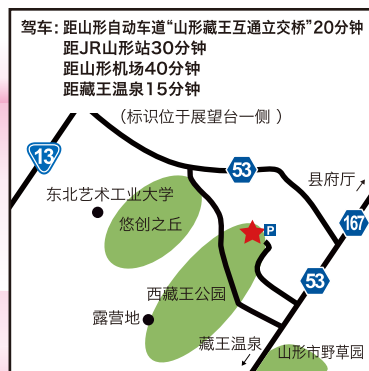 驾车：距山形自动车道“山形藏王互通立交桥”20分钟
距JR山形站30分钟
距山形机场40分钟
距藏王温泉15分钟
（标识位于展望台一侧 ）
13
53
县府厅
东北艺术工业大学
167
悠创之丘
P
53
西藏王公园
露营地
藏王温泉
山形市野草园